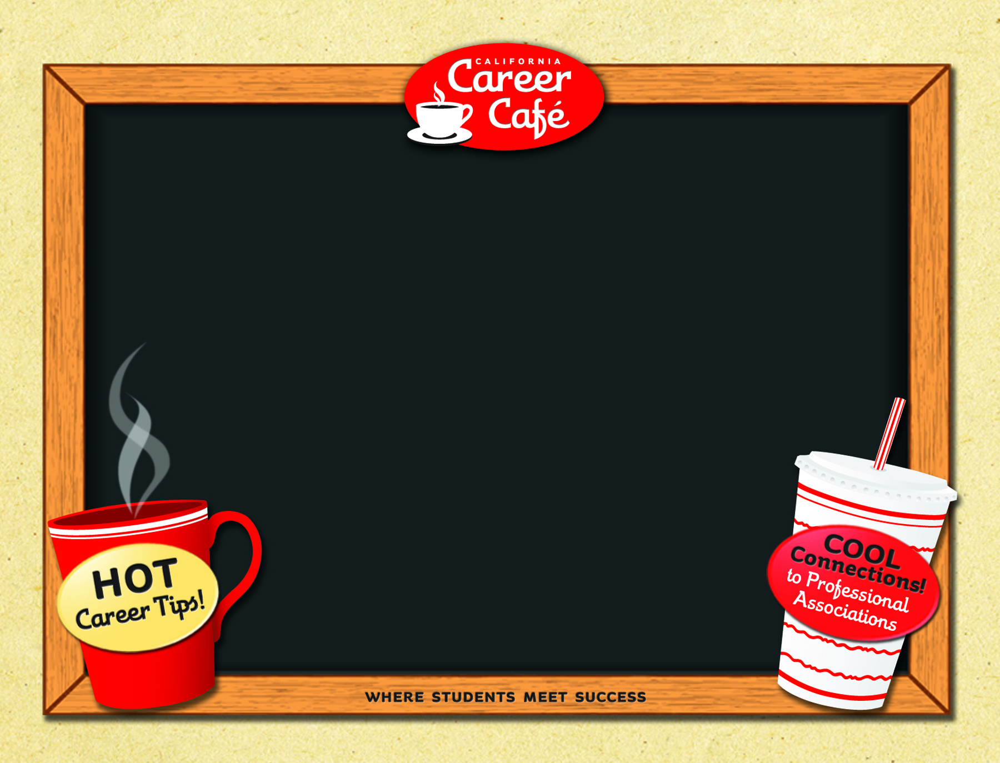 CALIFORNIA
Career
Café
HOT
Career Tips!
COOL
Connections!
to Professional
Associations
WHERE STUDENTS MEET SUCCESS